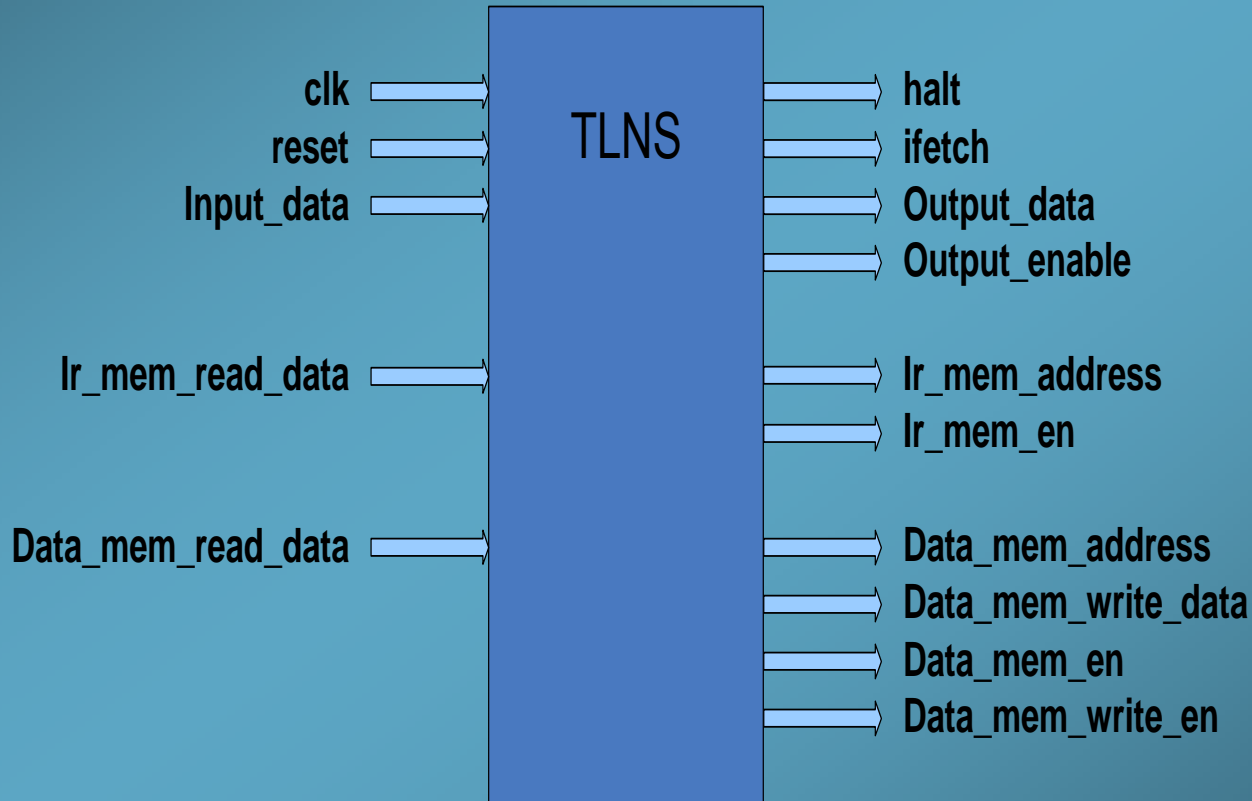 clk
reset
Input_data
Ir_mem_read_data
Data_mem_read_data
TLNS
halt
ifetch
Output_data
Output_enable
Ir_mem_address
Ir_mem_en
Data_mem_address
Data_mem_write_data
Data_mem_en
Data_mem_write_en